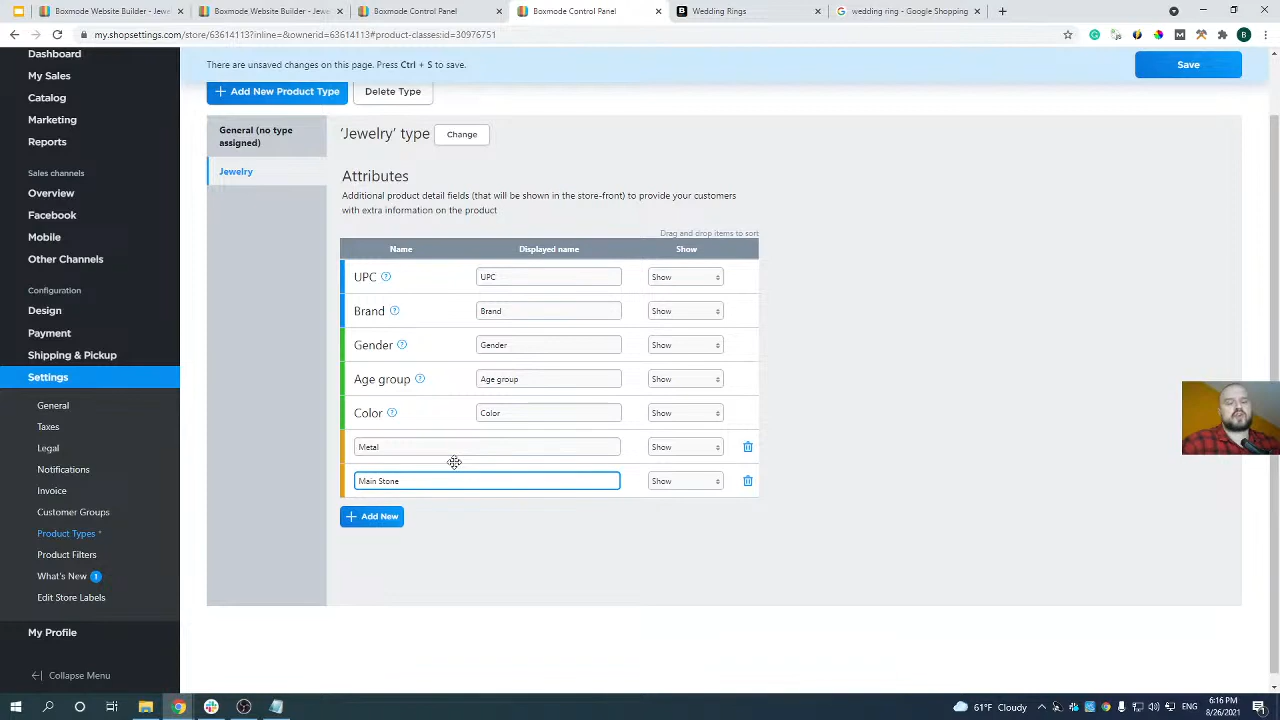 Boxmode Website Builder - Jewe
Boxmode Website Builder - Jewe
Boxmode Control Panel
Boxmode Control Panel
Wedding Rings
wedding ring - Google Shopping
my.shopsettings.com/store/63614113?inline=&ownerid=63614113#product-classes:id=30976751
Dashboard
My Sales
Catalog
Marketing
Reports
Sales channels
Overview
Facebook
Mobile
Other Channels
Configuration
Design
Payment
Shipping & Pickup
Settings
General
Taxes
Legal
Notifications
Invoice
Customer Groups
Product Types *
Product Filters
What's New 1
Edit Store Labels
My Profile
Collapse Menu
There are unsaved changes on this page. Press Ctrl + S to save.
Save
Add New Product Type
Delete Type
General (no type
assigned)
Jewelry
'Jewelry' type
Change
Attributes
Additional product detail fields (that will be shown in the store-front) to provide your customers
with extra information on the product
Drag and drop items to sort
Name Displayed name Show
UPC ? UPC Show
Brand ? Brand Show
Gender ? Gender Show
Age group ? Age group Show
Color ? Color Show
Metal Show
Main Stone Show
Add New
61°F Cloudy
ENG
6:16 PM
8/26/2021